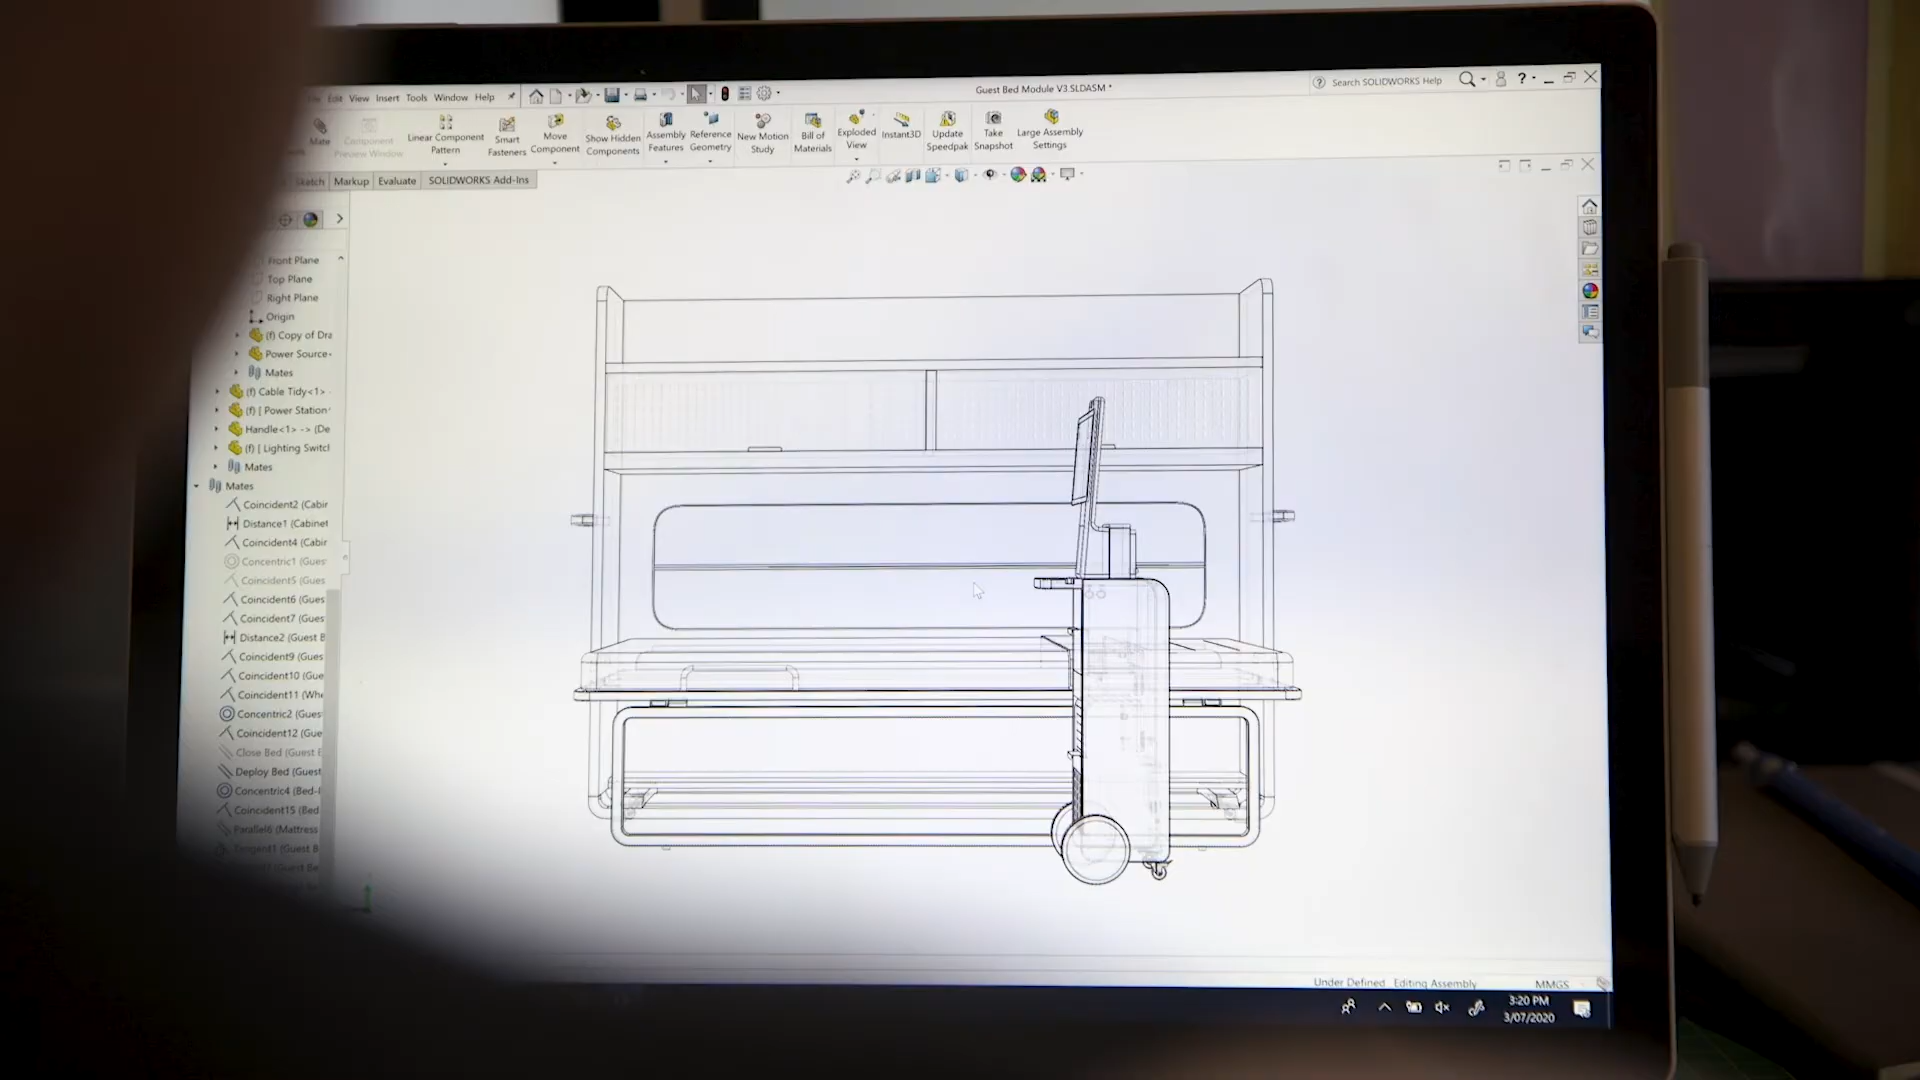 Edit View Insert Tools Window Help
Guest Bed Module V3.SLDASM *
Search SOLIDWORKS Help
Mate
Component Preview Window
Linear Component Pattern
Smart Fasteners
Move Component
Show Hidden Components
Assembly Features
Reference Geometry
New Motion Study
Bill of Materials
Exploded View
Instant3D
Update Speedpak
Take Snapshot
Large Assembly Settings
Sketch Markup Evaluate SOLIDWORKS Add-Ins
Front Plane
Top Plane
Right Plane
Origin
(f) Copy of Dra
Power Source
Mates
(f) Cable Tidy<1>
(f) [ Power Station
Handle<1> -> (De
(f) [ Lighting Switcl
Mates
Mates
Coincident2 (Cabir
Distance1 (Cabinet
Coincident4 (Cabir
Concentric1 (Gues
Coincident5 (Gues
Coincident6 (Gues
Coincident7 (Gues
Distance2 (Guest B
Coincident9 (Gues
Coincident10 (Gue
Coincident11 (Whe
Concentric2 (Gues
Coincident12 (Gue
Close Bed (Guest E
Deploy Bed (Guest
Concentric4 (Bed-
Coincident15 (Bed
Parallel6 (Mattress
Tangent1 (Guest B
Under Defined Editing Assembly MMGS
3:20 PM
3/07/2020